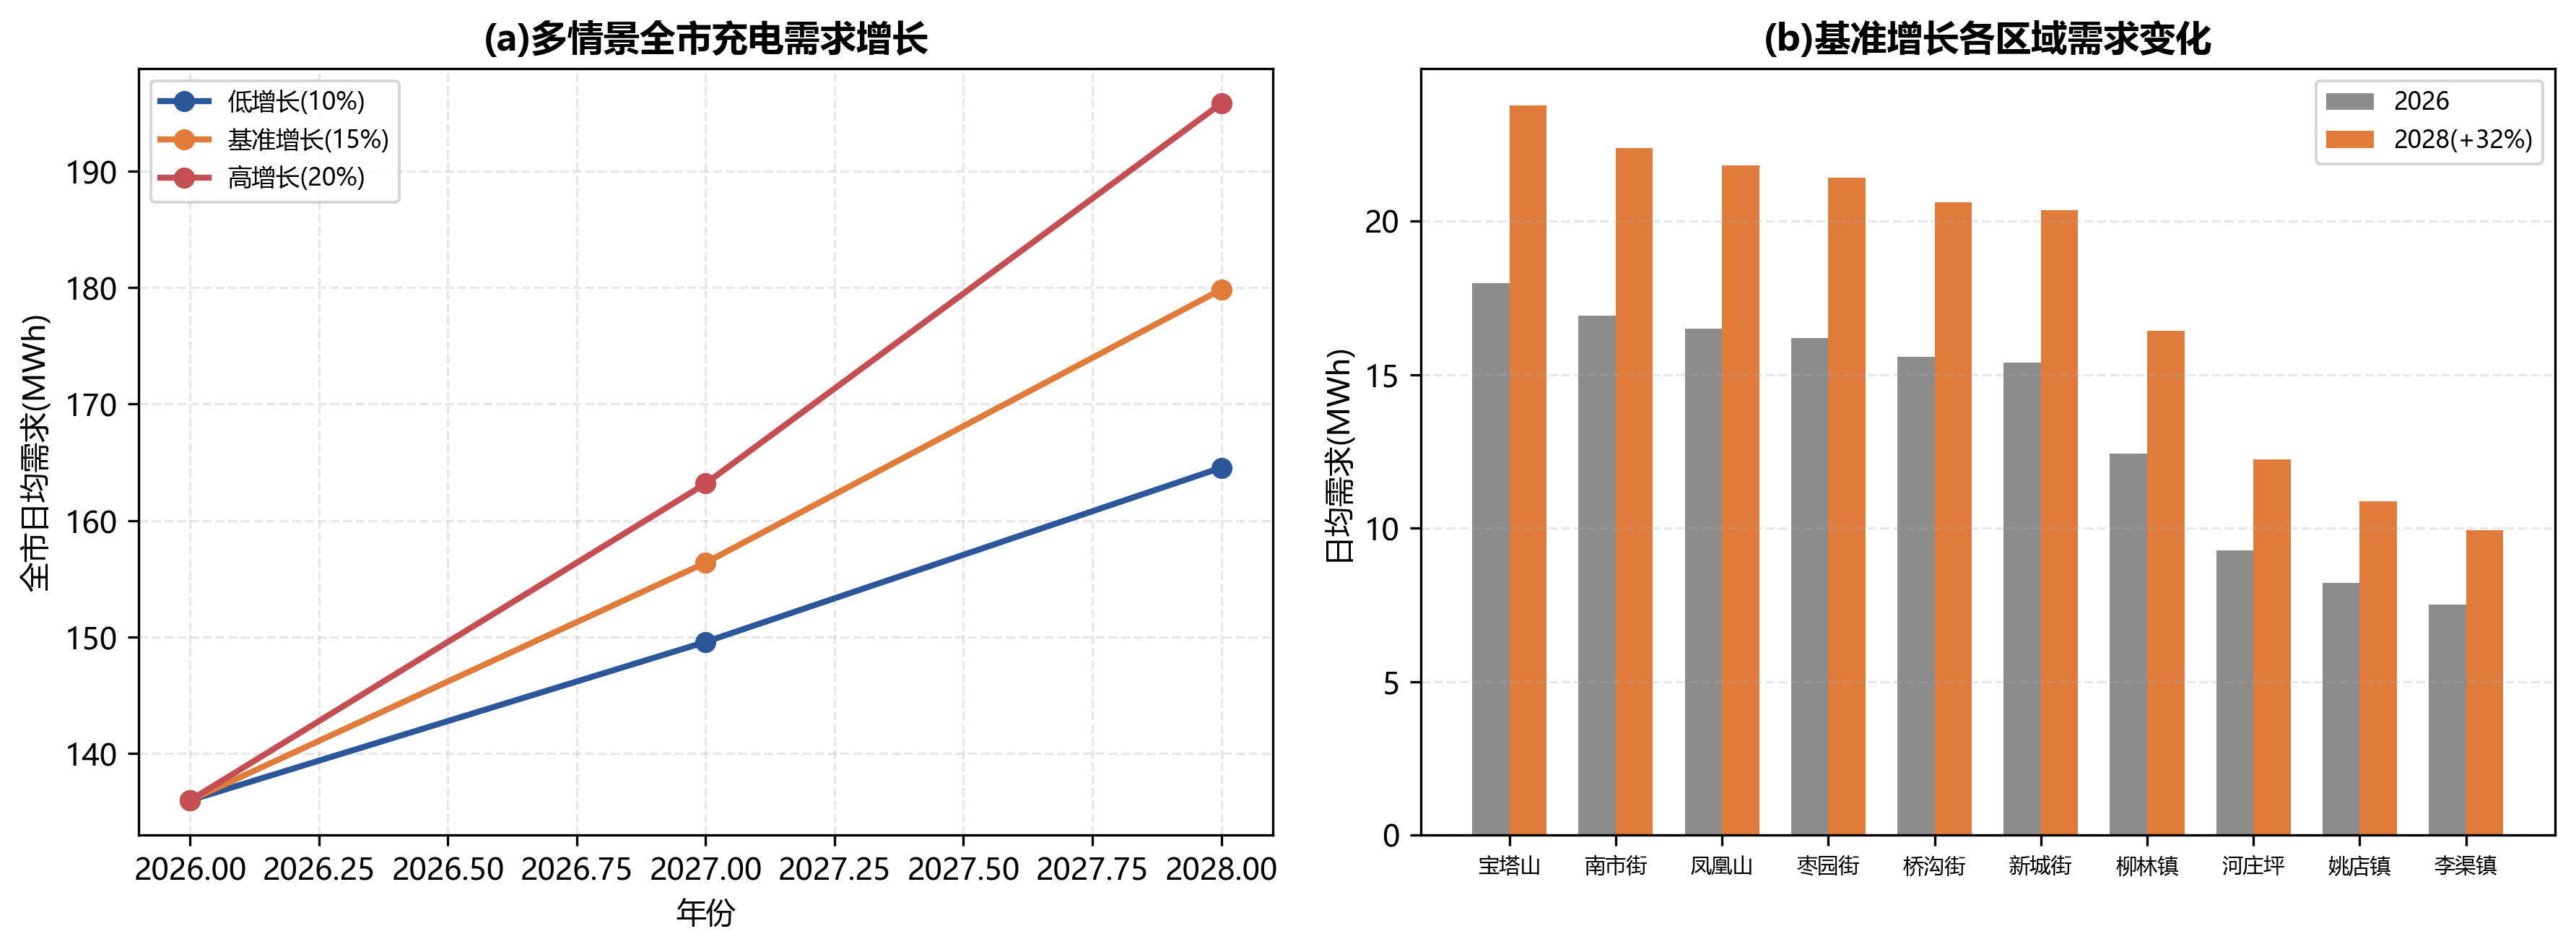 (a)多情景全市充电需求增长
低增长(10%)
基准增长(15%)
高增长(20%)
190
180
170
160
150
140
全市日均需求(MWh)
2026.00 2026.25 2026.50 2026.75 2027.00 2027.25 2027.50 2027.75 2028.00
年份
(b)基准增长各区域需求变化
2026
2028(+32%)
20
15
10
5
0
日均需求(MWh)
宝塔山 南市街 凤凰山 枣园街 桥沟街 新城街 柳林镇 河庄坪 姚店镇 李渠镇